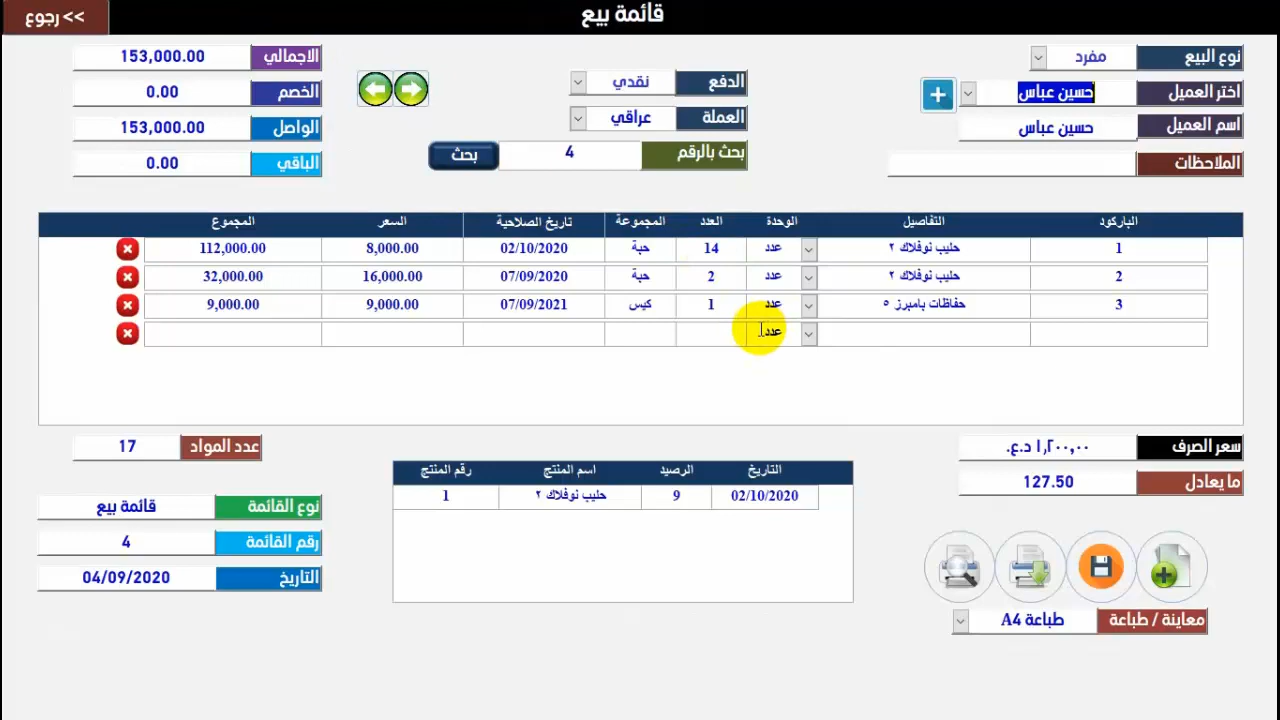 قائمة بيع
>> رجوع
نوع البيع مفرد
اختر العميل حسين عباس
اسم العميل حسين عباس
الملاحظات
الدفع نقدي
العملة عراقي
بحث بالرقم 4 بحث
الاجمالي 153,000.00
الخصم 0.00
الواصل 153,000.00
الباقي 0.00
الباركود التفاصيل الوحدة العدد المجموعة تاريخ الصلاحية السعر المجموع
1 حليب نوفلاك ٢ عدد 14 حبة 02/10/2020 8,000.00 112,000.00
2 حليب نوفلاك ٢ عدد 2 حبة 07/09/2020 16,000.00 32,000.00
3 حفاظات بامبرز ٥ عدد 1 كيس 07/09/2021 9,000.00 9,000.00
عدد
سعر الصرف ١,٢٠٠,٠٠ د.ع.
ما يعادل 127.50
التاريخ الرصيد اسم المنتج رقم المنتج
02/10/2020 9 حليب نوفلاك ٢ 1
عدد المواد 17
نوع القائمة قائمة بيع
رقم القائمة 4
التاريخ 04/09/2020
معاينة / طباعة طباعة A4